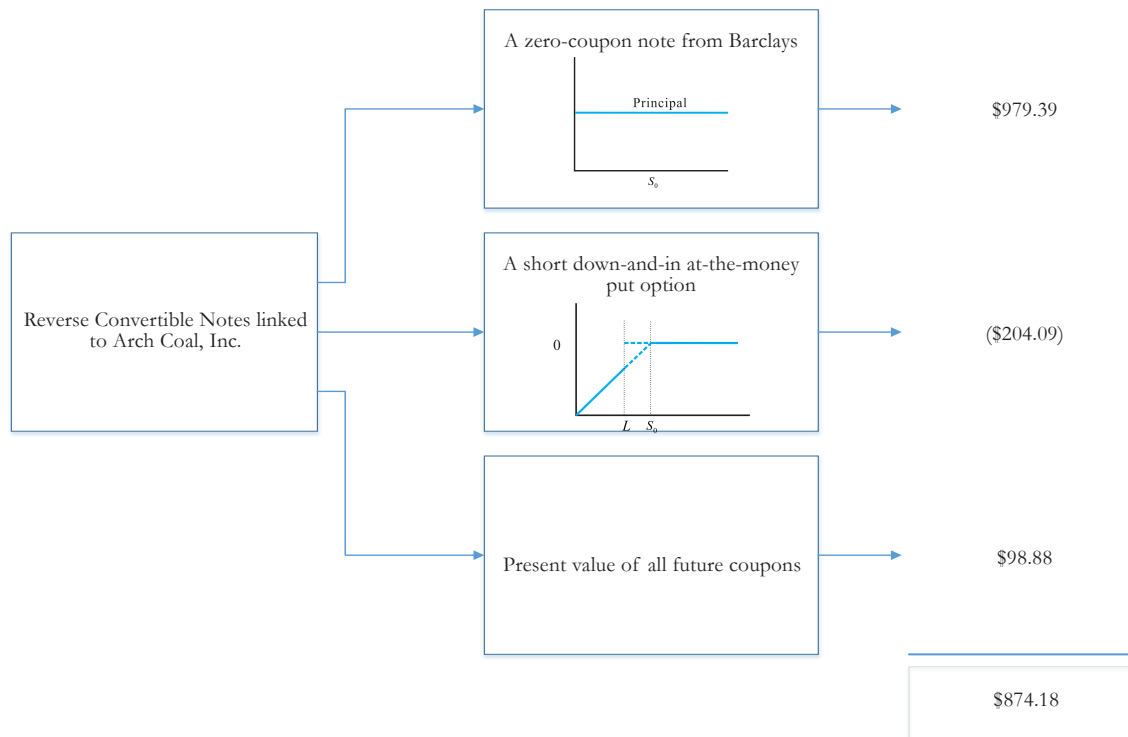 A zero-coupon note from Barclays
Principal
S₀
$979.39
Reverse Convertible Notes linked
to Arch Coal, Inc.
A short down-and-in at-the-money
put option
0
L S₀
($204.09)
Present value of all future coupons
$98.88
$874.18